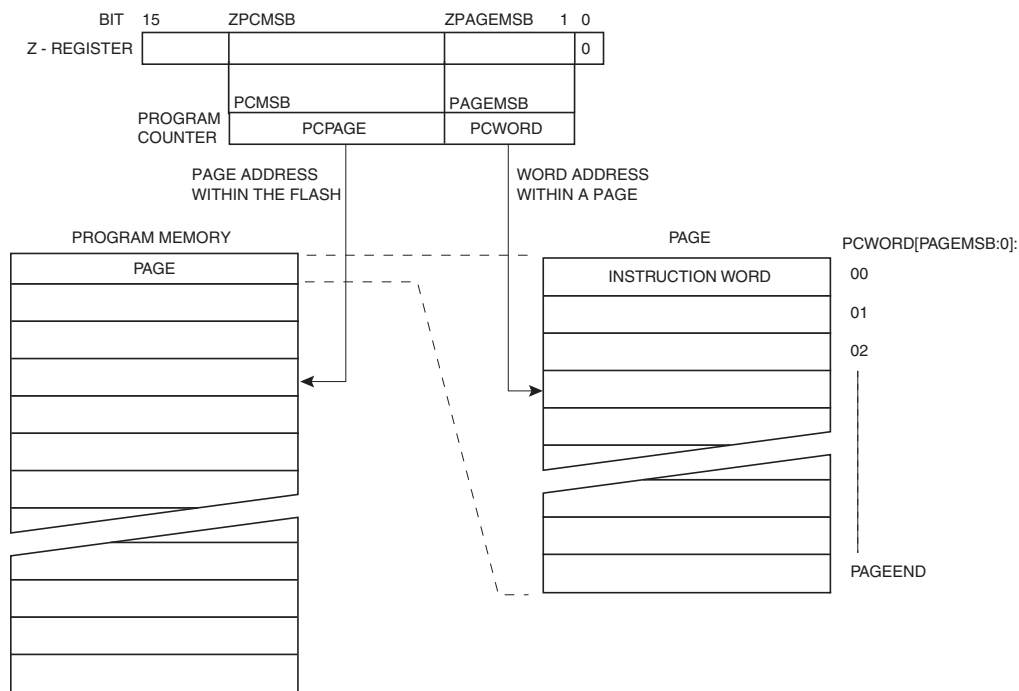 BIT 15 ZPCMSB ZPAGEMSB 1 0
Z - REGISTER 0
PCMSB PAGEMSB
PROGRAM
COUNTER
PCPAGE PCWORD
PAGE ADDRESS
WITHIN THE FLASH
WORD ADDRESS
WITHIN A PAGE
PROGRAM MEMORY
PAGE
PAGE
PCWORD[PAGEMSB:0]:
INSTRUCTION WORD
00
01
02
PAGEEND